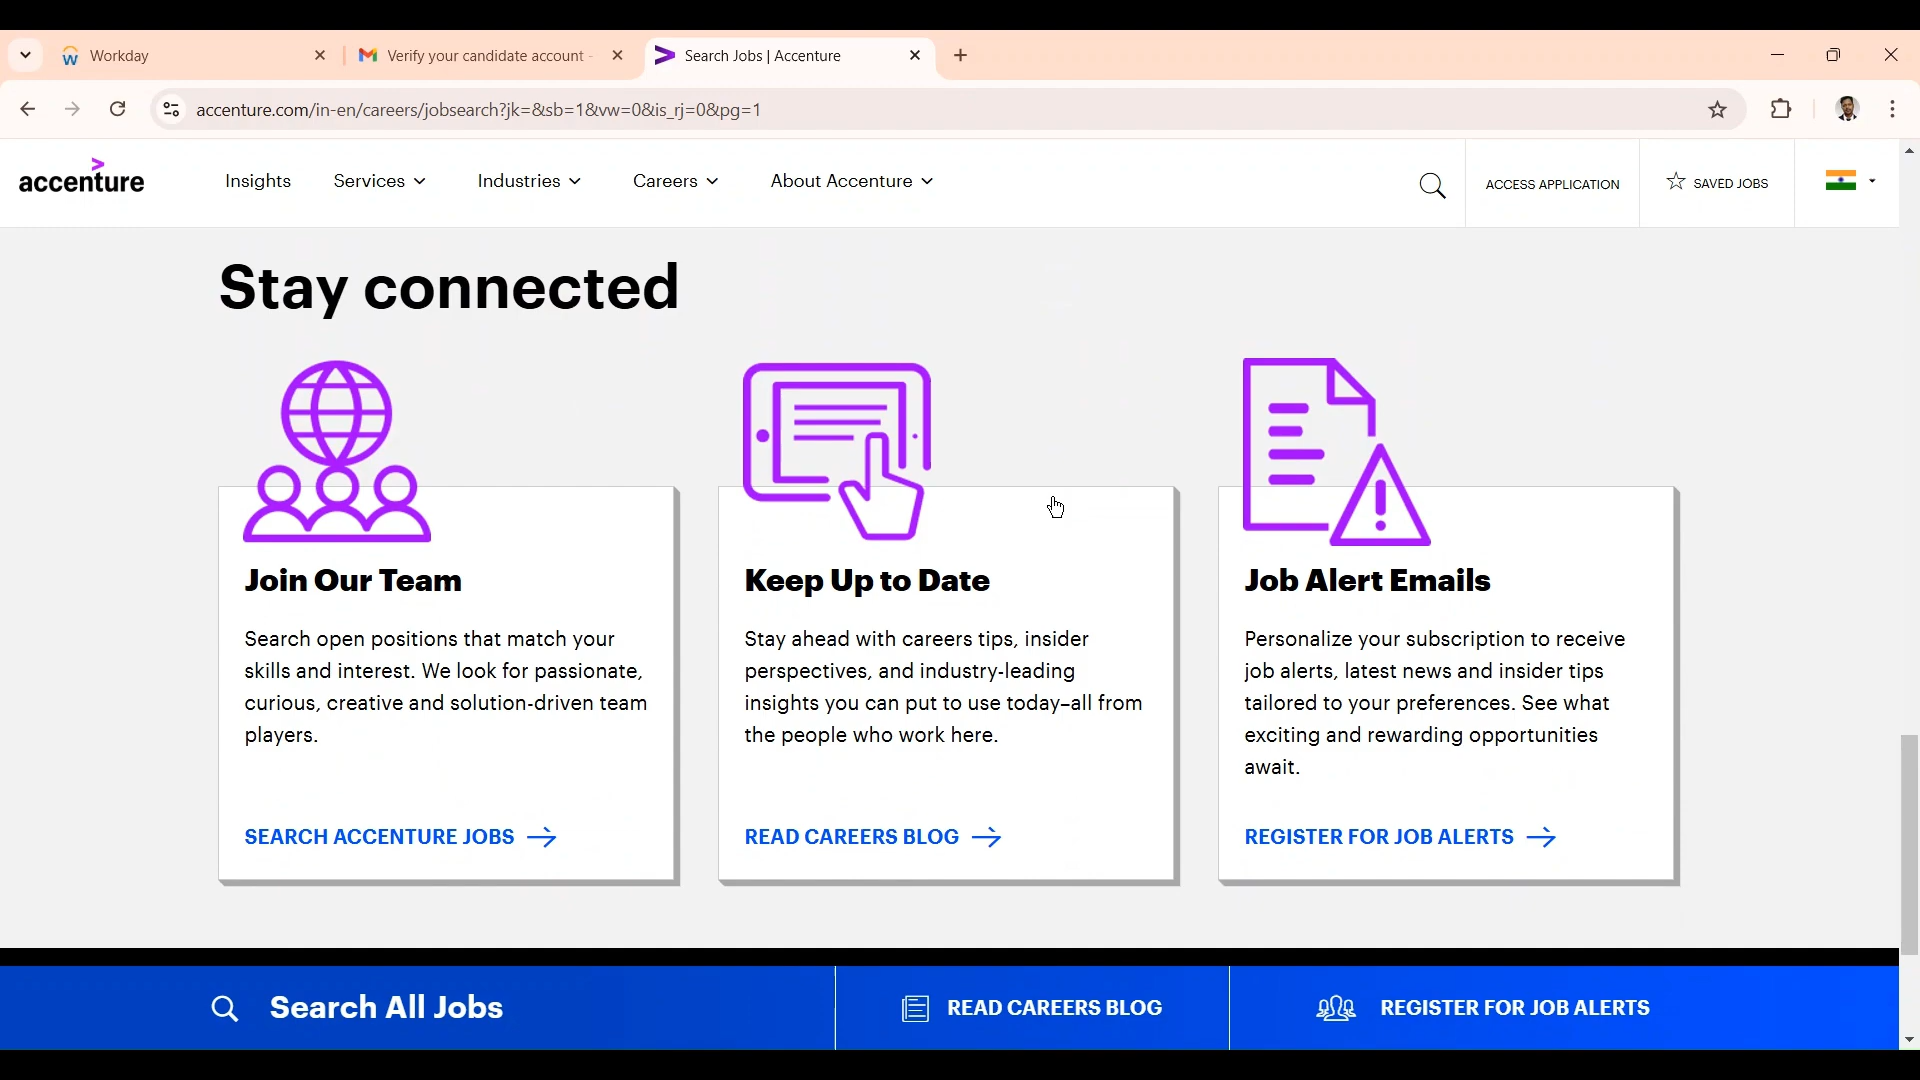 Workday
Verify your candidate account -
Search Jobs | Accenture
accenture.com/in-en/careers/jobsearch?jk=&sb=1&vw=0&is_rj=0&pg=1
accenture
Insights
Services
Industries
Careers
About Accenture
ACCESS APPLICATION
SAVED JOBS
Stay connected
Join Our Team
Search open positions that match your
skills and interest. We look for passionate,
curious, creative and solution-driven team
players.
SEARCH ACCENTURE JOBS
Keep Up to Date
Stay ahead with careers tips, insider
perspectives, and industry-leading
insights you can put to use today–all from
the people who work here.
READ CAREERS BLOG
Job Alert Emails
Personalize your subscription to receive
job alerts, latest news and insider tips
tailored to your preferences. See what
exciting and rewarding opportunities
await.
REGISTER FOR JOB ALERTS
Search All Jobs
READ CAREERS BLOG
REGISTER FOR JOB ALERTS